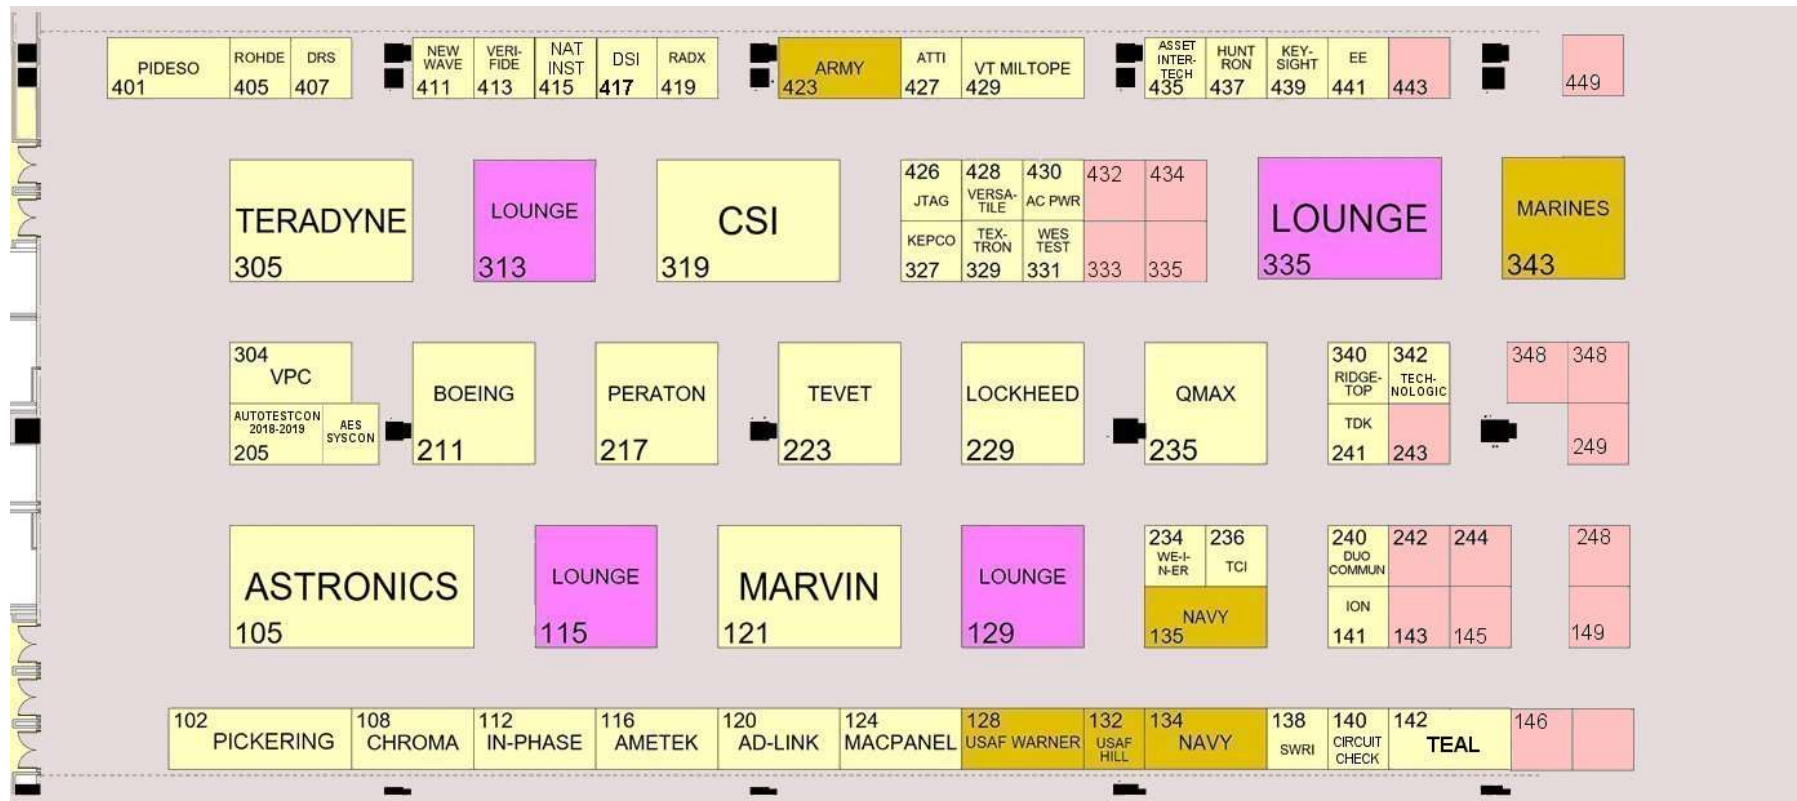 PIDESO
401
ROHDE
405
DRS
407
NEW
WAVE
411
VERI-
FIDE
413
NAT
INST
415
DSI
417
RADX
419
ARMY
423
ATTI
427
VT MILTOPE
429
ASSET
INTER-
TECH
435
HUNT
RON
437
KEY-
SIGHT
439
EE
441
443
449
TERADYNE
305
LOUNGE
313
CSI
319
426
JTAG
428
VERSA-
TILE
430
AC PWR
432
434
KEPCO
327
TEX-
TRON
329
WES
TEST
331
333
335
LOUNGE
335
MARINES
343
304
VPC
AUTOTESTCON
2018-2019
205
AES
SYSCON
BOEING
211
PERATON
217
TEVET
223
LOCKHEED
229
QMAX
235
340
RIDGE-
TOP
342
TECH-
NOLOGIC
TDK
241
243
348
348
249
ASTRONICS
105
LOUNGE
115
MARVIN
121
LOUNGE
129
234
WE-I-
N-ER
236
TCI
NAVY
135
240
DUO
COMMUN
242
244
ION
141
143
145
248
149
102
PICKERING
108
CHROMA
112
IN-PHASE
116
AMETEK
120
AD-LINK
124
MACPANEL
128
USAF WARNER
132
USAF
HILL
134
NAVY
138
SWRI
140
CIRCUIT
CHECK
142
TEAL
146